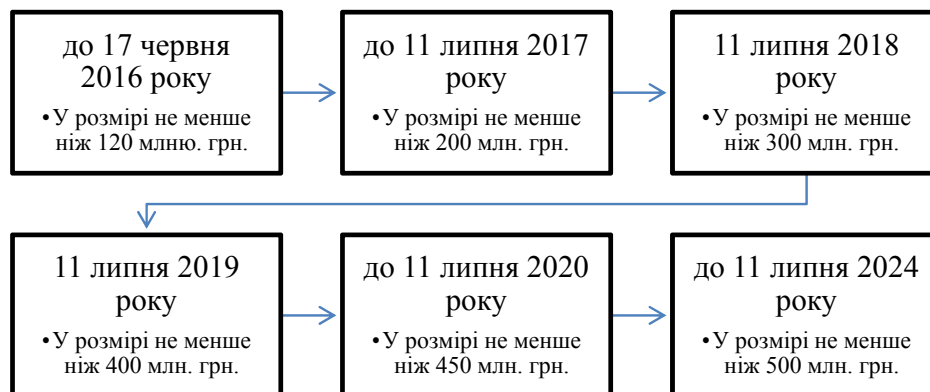 до 17 червня
2016 року
•У розмірі не менше
ніж 120 млню. грн.
до 11 липня 2017
року
•У розмірі не менше
ніж 200 млн. грн.
11 липня 2018
року
•У розмірі не менше
ніж 300 млн. грн.
11 липня 2019
року
•У розмірі не менше
ніж 400 млн. грн.
до 11 липня 2020
року
•У розмірі не менше
ніж 450 млн. грн.
до 11 липня 2024
року
•У розмірі не менше
ніж 500 млн. грн.